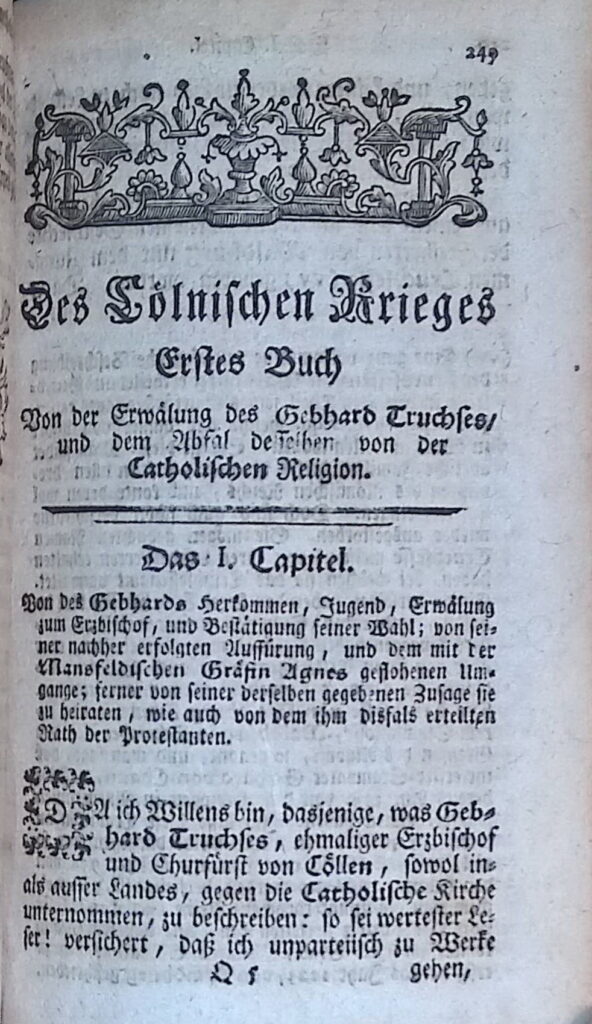 249
Des Cölnischen Krieges
Erstes Buch
Von der Erwälung des Gebhard Truchses/
und dem Abfal desselben von der
Catholischen Religion.
Das I. Capitel.
Von des Gebhards Herkommen, Jugend, Erwälung
zum Erzbischof, und Bestätigung seiner Wahl; von sei-
ner nachher erfolgten Auffürung, und dem mit der
Mansfeldischen Gräfin Agnes gepflohenen Um-
gange; ferner von seiner derselben gegebenen Zusage sie
zu heiraten, wie auch von dem ihm disfals erteilten
Rath der Protestanten.
DA ich Willens bin, dasjenige, was Geb-
hard Truchses, ehmaliger Erzbischof
und Churfürst von Cöllen, sowol in-
als ausser Landes, gegen die Catholische Kirche
unternommen, zu beschreiben: so sei wertester Le-
ser! versichert, daß ich unparteiisch zu Werke
Q 5 gehen,